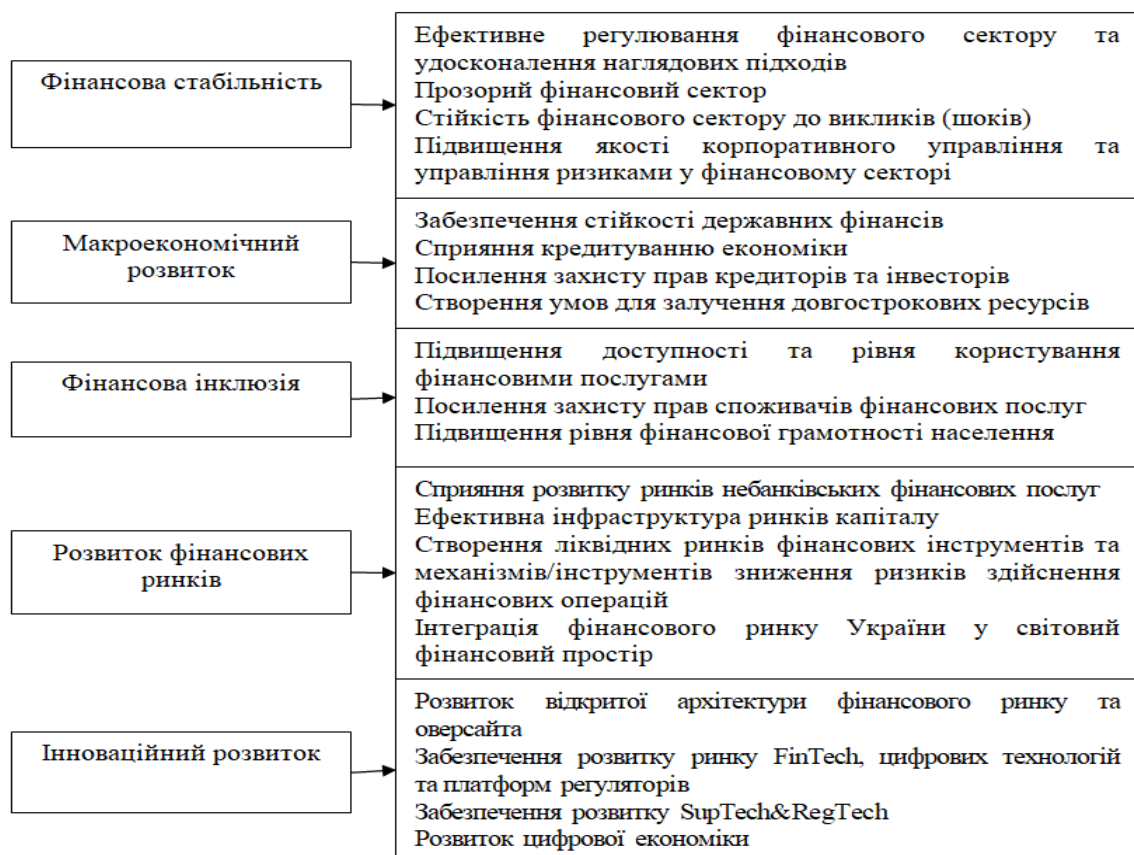 Фінансова стабільність
Ефективне регулювання фінансового сектору та
удосконалення наглядових підходів
Прозорий фінансовий сектор
Стійкість фінансового сектору до викликів (шоків)
Підвищення якості корпоративного управління та
управління ризиками у фінансовому секторі
Макроекономічний
розвиток
Забезпечення стійкості державних фінансів
Сприяння кредитуванню економіки
Посилення захисту прав кредиторів та інвесторів
Створення умов для залучення довгострокових ресурсів
Фінансова інклюзія
Підвищення доступності та рівня користування
фінансовими послугами
Посилення захисту прав споживачів фінансових послуг
Підвищення рівня фінансової грамотності населення
Розвиток фінансових
ринків
Сприяння розвитку ринків небанківських фінансових послуг
Ефективна інфраструктура ринків капіталу
Створення ліквідних ринків фінансових інструментів та
механізмів/інструментів зниження ризиків здійснення
фінансових операцій
Інтеграція фінансового ринку України у світовий
фінансовий простір
Інноваційний розвиток
Розвиток відкритої архітектури фінансового ринку та
оверсайта
Забезпечення розвитку ринку FinTech, цифрових технологій
та платформ регуляторів
Забезпечення розвитку SupTech&RegTech
Розвиток цифрової економіки